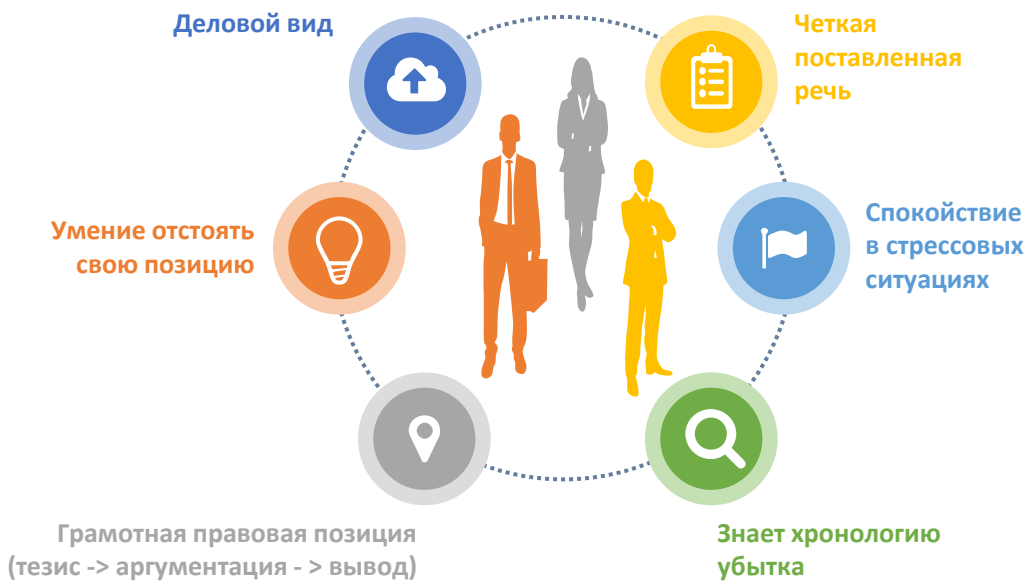 Деловой вид
Четкая
поставленная
речь
Умение отстоять
свою позицию
Спокойствие
в стрессовых
ситуациях
Грамотная правовая позиция
(тезис -> аргументация - > вывод)
Знает хронологию
убытка